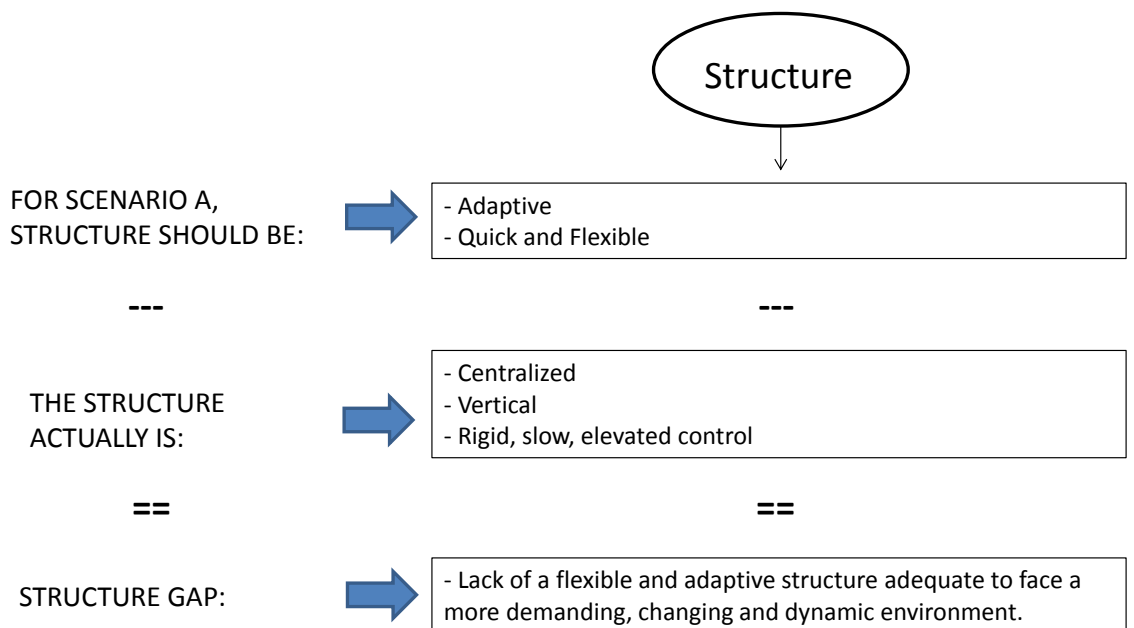 Structure
FOR SCENARIO A,
STRUCTURE SHOULD BE:
- Adaptive
- Quick and Flexible
---
---
THE STRUCTURE
ACTUALLY IS:
- Centralized
- Vertical
- Rigid, slow, elevated control
==
==
STRUCTURE GAP:
- Lack of a flexible and adaptive structure adequate to face a
more demanding, changing and dynamic environment.